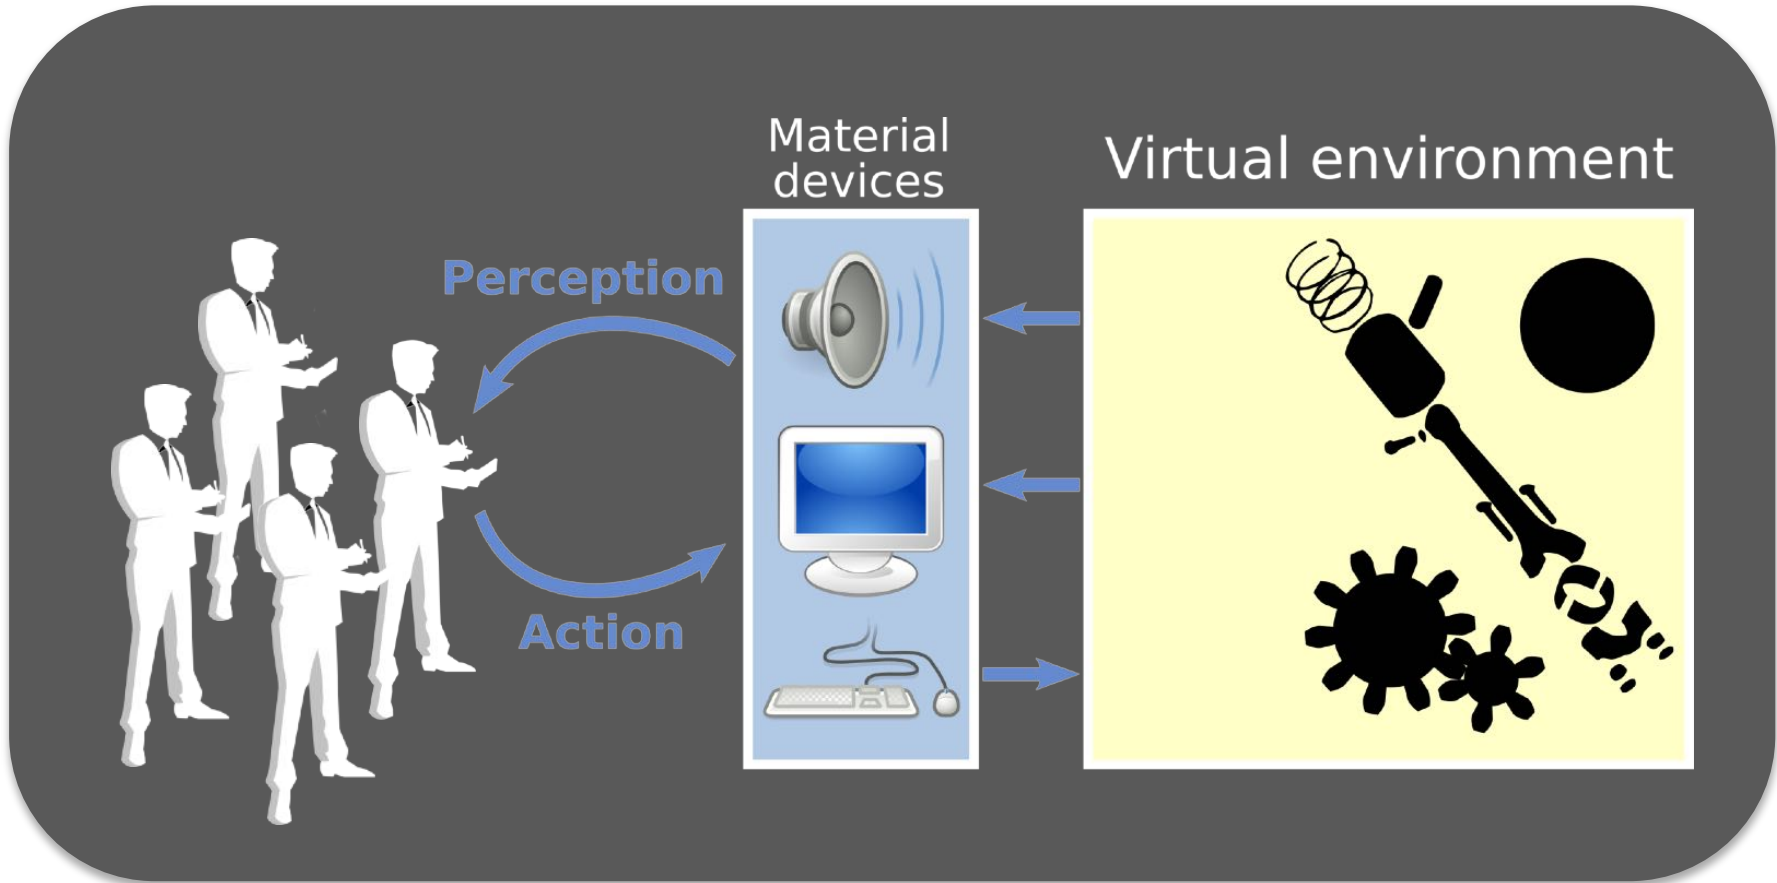 Material
devices
Virtual environment
Perception
Action